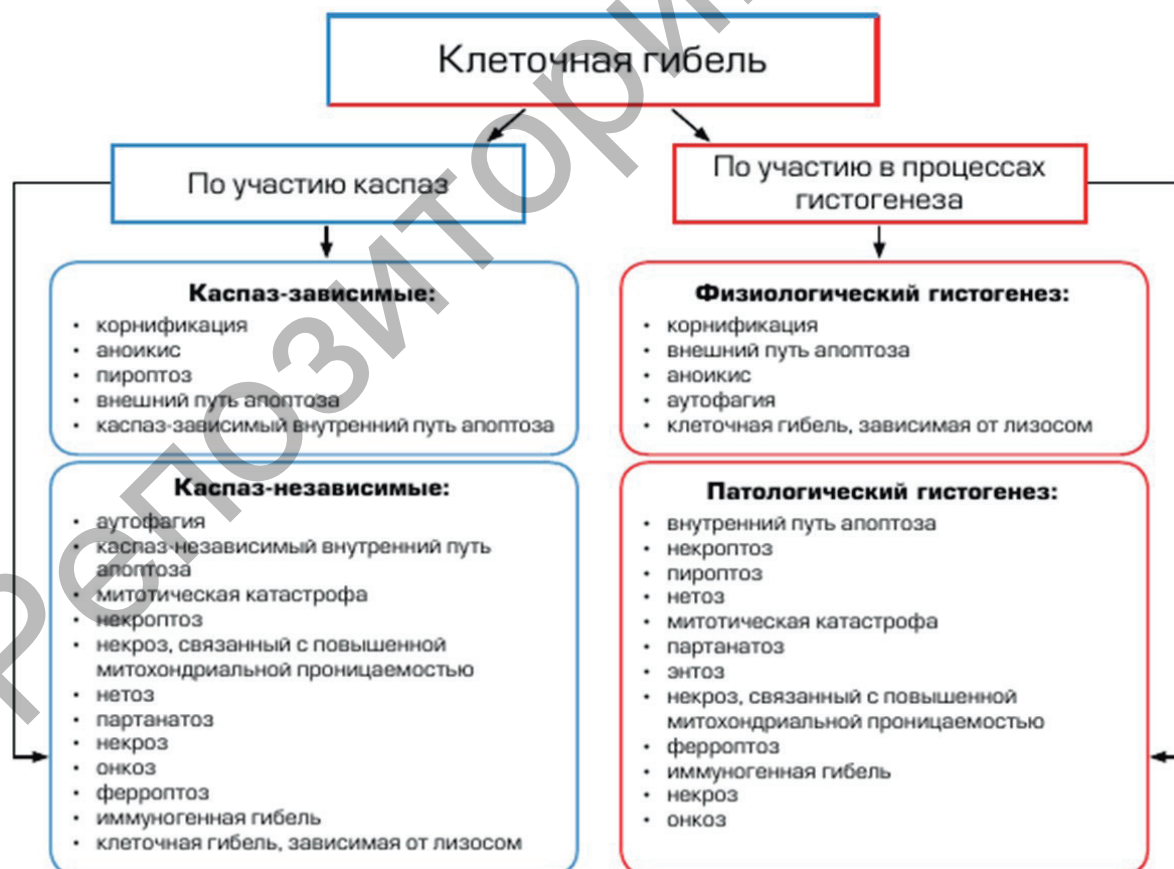 Клеточная гибель
По участию каспаз
По участию в процессах
гистогенеза
Каспаз-зависимые:
• корнификация
• аноикис
• пироптоз
• внешний путь апоптоза
• каспаз-зависимый внутренний путь апоптоза
Каспаз-независимые:
• аутофагия
• каспаз-независимый внутренний путь
апоптоза
• митотическая катастрофа
• некроптоз
• некроз, связанный с повышенной
митохондриальной проницаемостью
• нетоз
• партанатоз
• некроз
• онкоз
• ферроптоз
• иммуногенная гибель
• клеточная гибель, зависимая от лизосом
Физиологический гистогенез:
• корнификация
• внешний путь апоптоза
• аноикис
• аутофагия
• клеточная гибель, зависимая от лизосом
Патологический гистогенез:
• внутренний путь апоптоза
• некроптоз
• пироптоз
• нетоз
• митотическая катастрофа
• партанатоз
• энтоз
• некроз, связанный с повышенной
митохондриальной проницаемостью
• ферроптоз
• иммуногенная гибель
• некроз
• онкоз